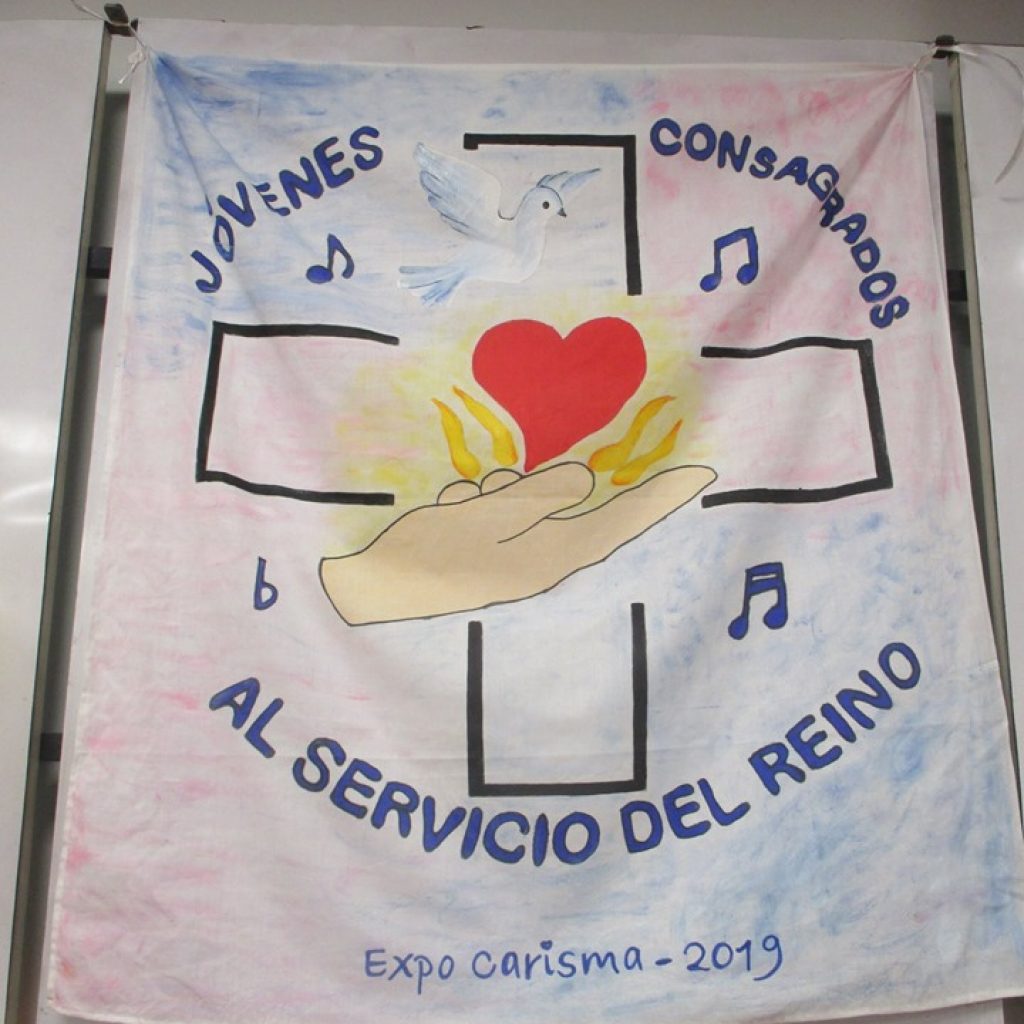 JÓVENES CONSAGRADOS
AL SERVICIO DEL REINO
Expo Carisma - 2019